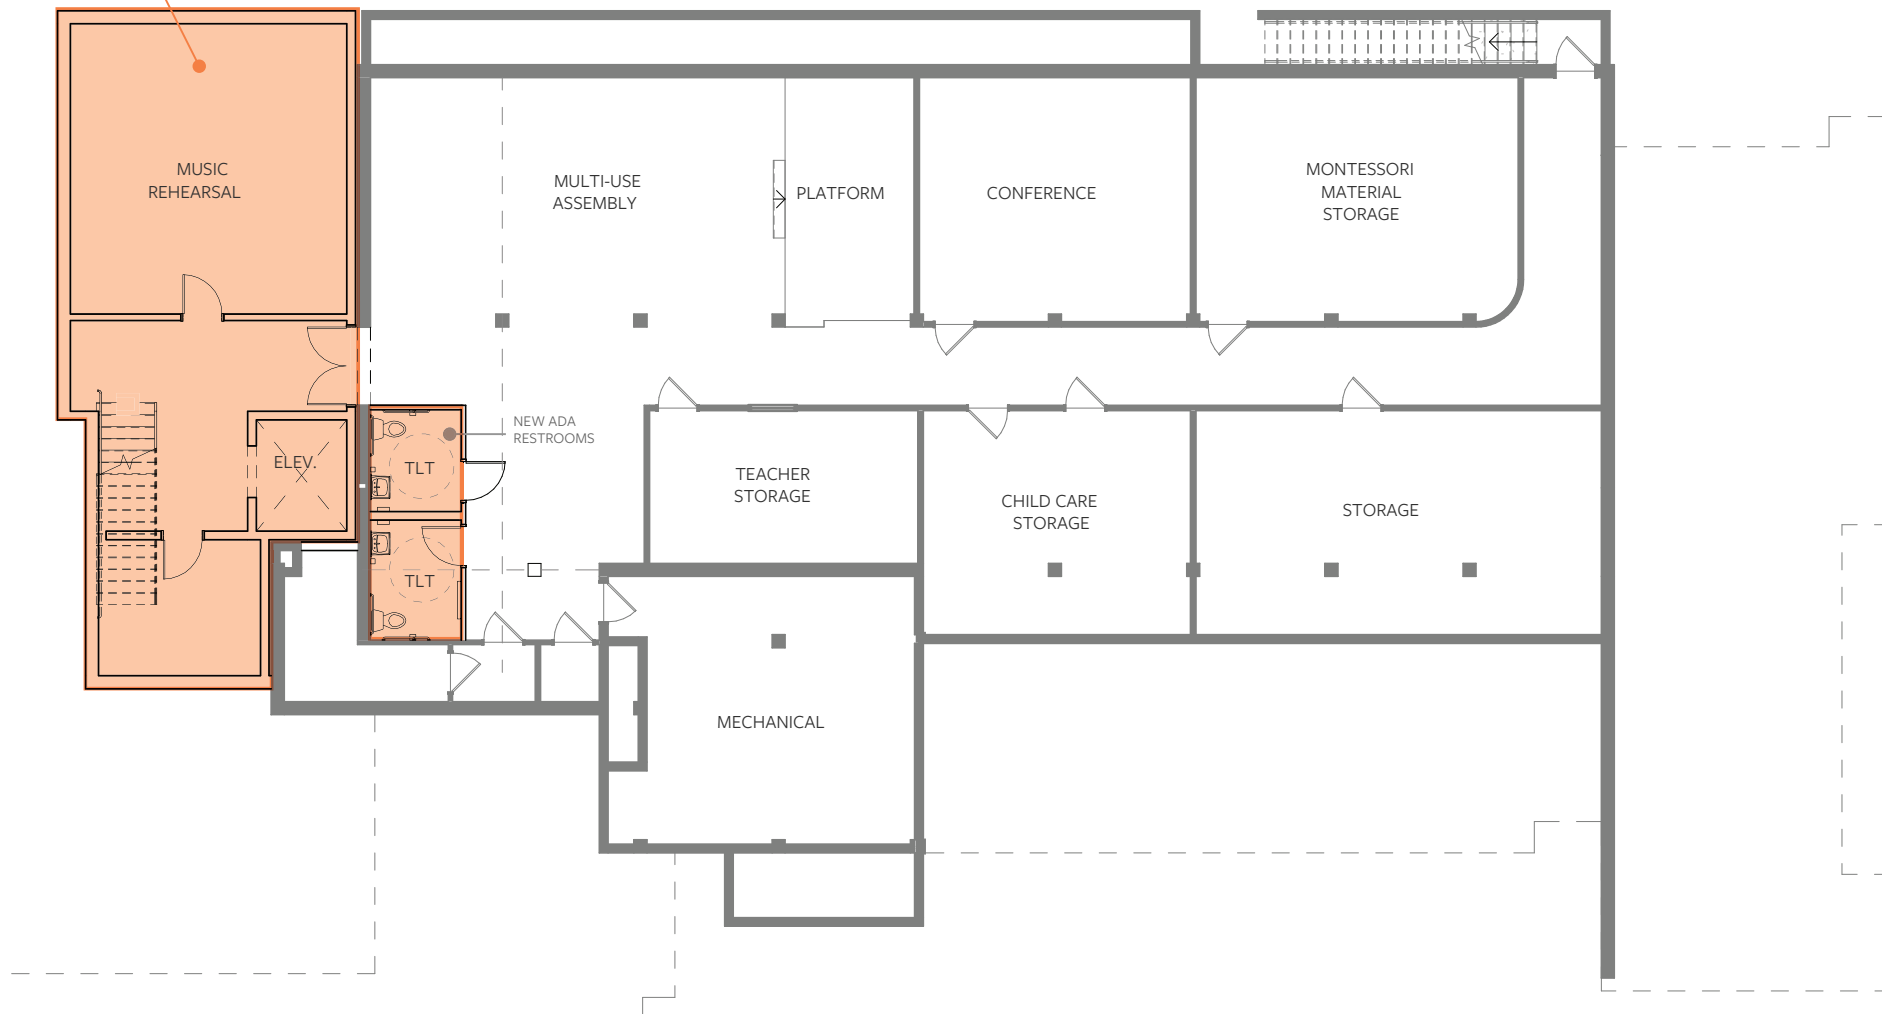 MUSIC
REHEARSAL
MULTI-USE
ASSEMBLY
PLATFORM
CONFERENCE
MONTESSORI
MATERIAL
STORAGE
NEW ADA
RESTROOMS
ELEV.
TLT
TEACHER
STORAGE
CHILD CARE
STORAGE
STORAGE
TLT
MECHANICAL